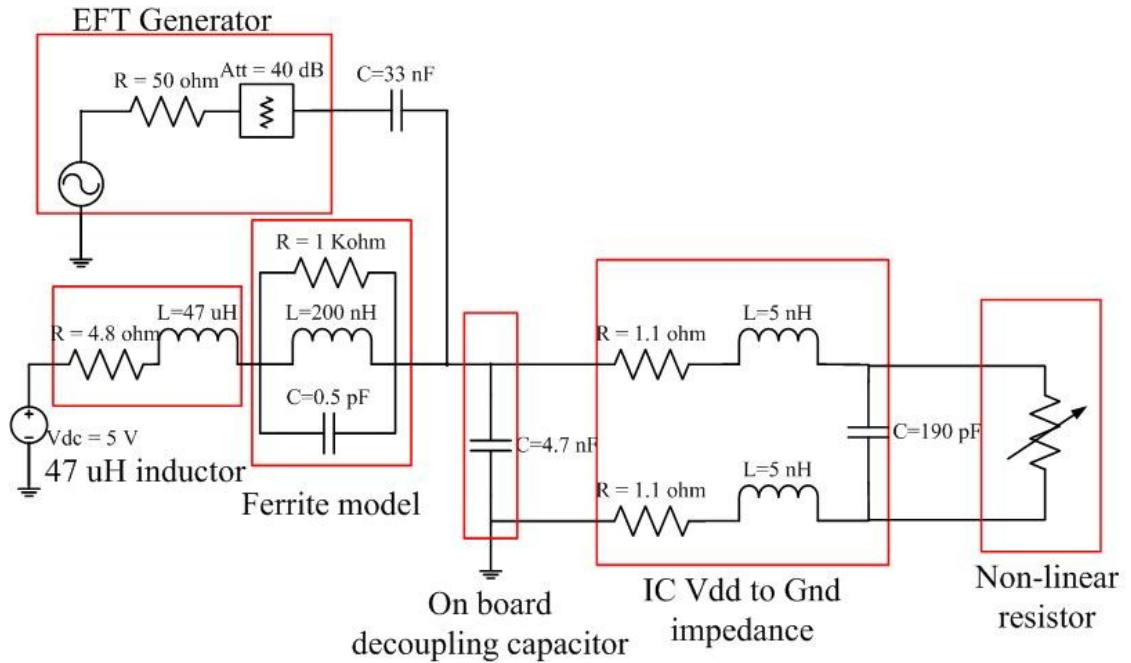 EFT Generator
R = 50 ohm
Att = 40 dB
C=33 nF
R = 1 Kohm
L=47 uH
R = 4.8 ohm
L=200 nH
C=0.5 pF
+
-
Vdc = 5 V
47 uH inductor
Ferrite model
C=4.7 nF
On board
decoupling capacitor
R = 1.1 ohm
L=5 nH
C=190 pF
R = 1.1 ohm
L=5 nH
IC Vdd to Gnd
impedance
Non-linear
resistor